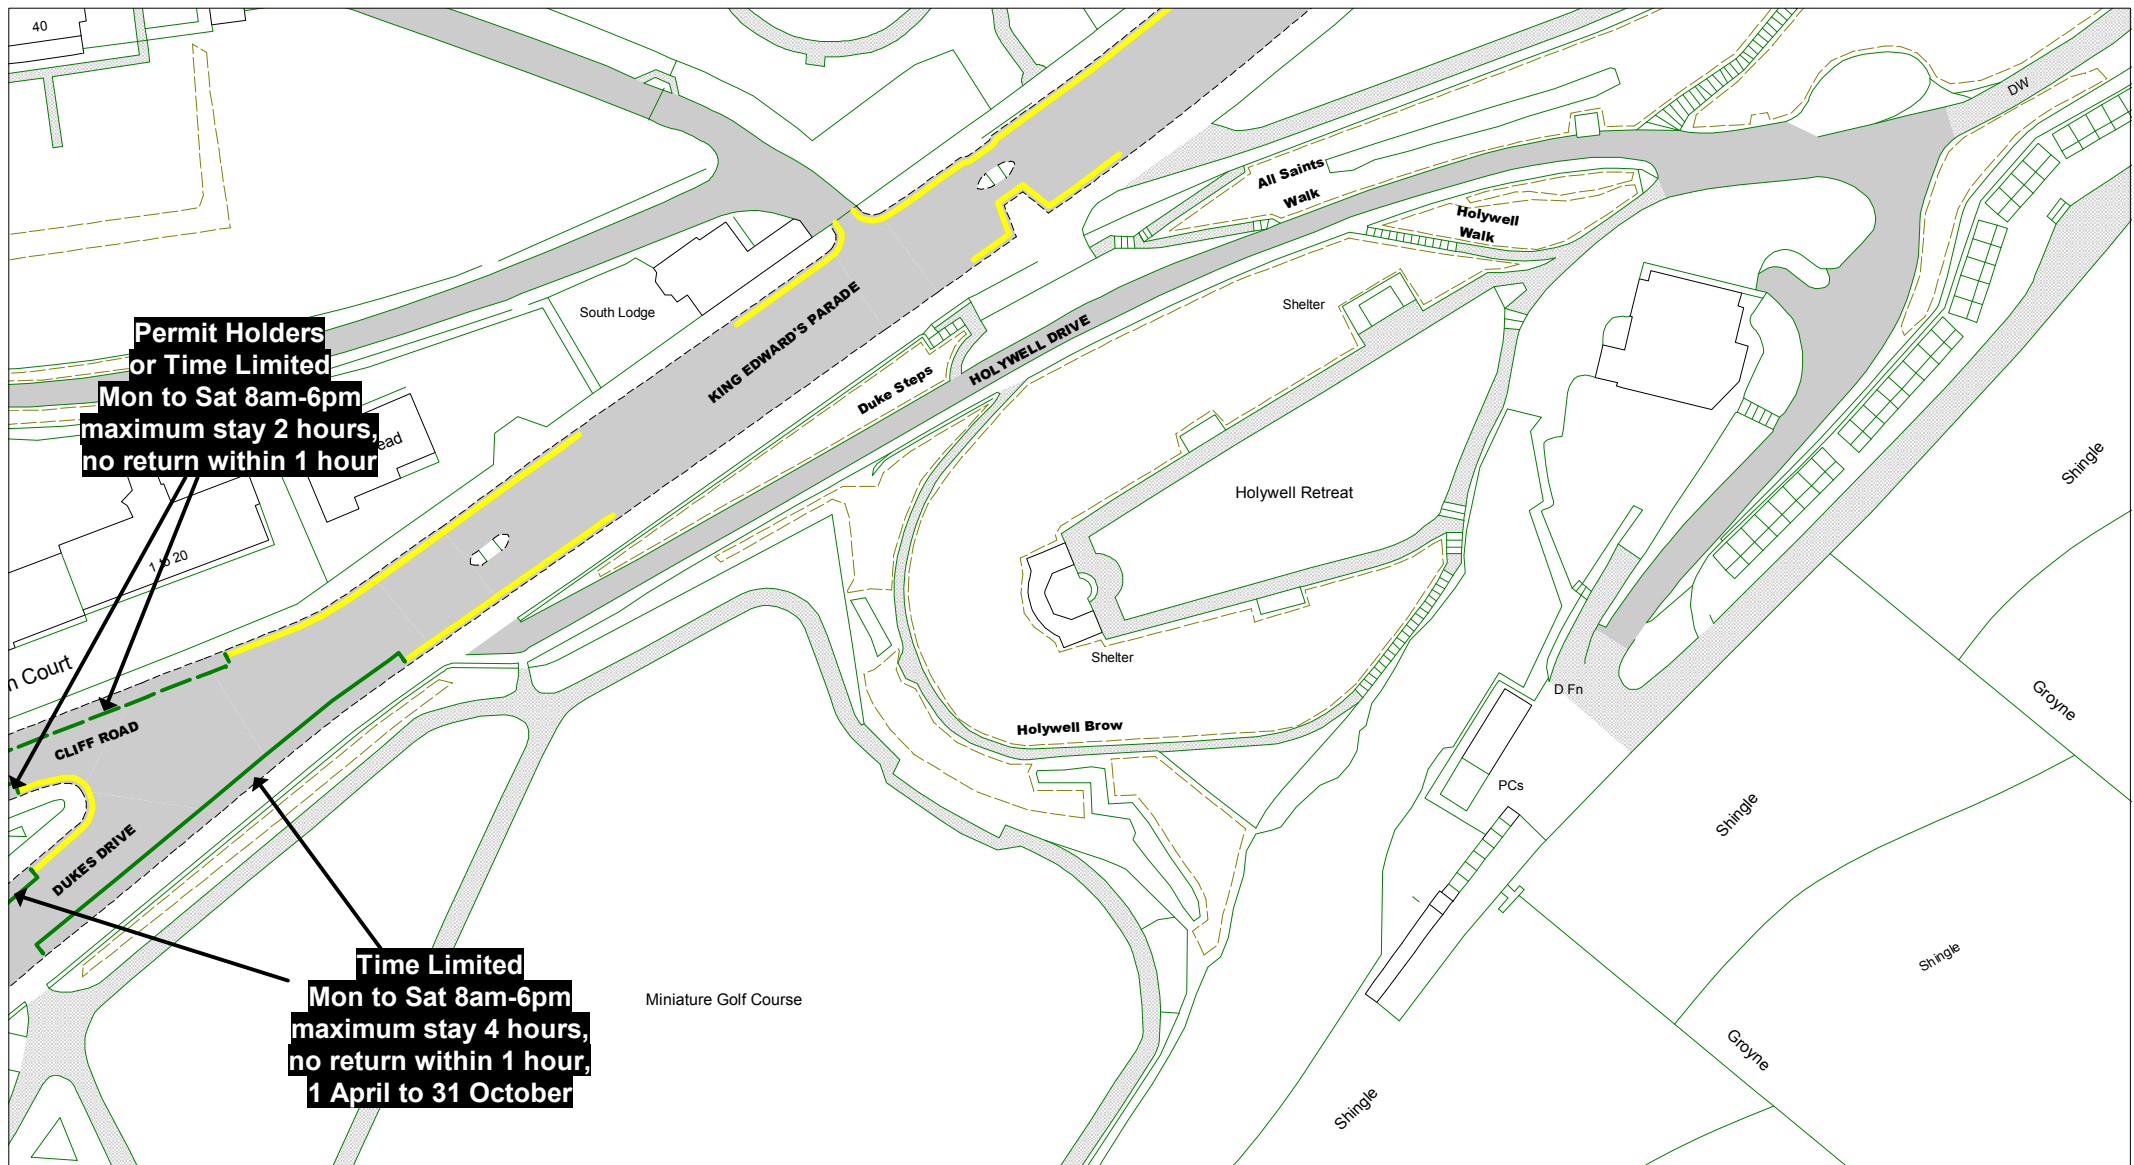 40
DW
All Saints
Walk
Holywell
Walk
South Lodge
Shelter
KING EDWARD'S PARADE
HOLYWELL DRIVE
Duke Steps
Permit Holders
or Time Limited
Mon to Sat 8am-6pm
maximum stay 2 hours,
no return within 1 hour
ead
Shingle
Holywell Retreat
1 to 20
Shelter
Court
D Fn
Groyne
Holywell Brow
CLIFF ROAD
PCs
Shingle
DUKES DRIVE
Shingle
Time Limited
Mon to Sat 8am-6pm
maximum stay 4 hours,
no return within 1 hour,
1 April to 31 October
Miniature Golf Course
Groyne
Shingle